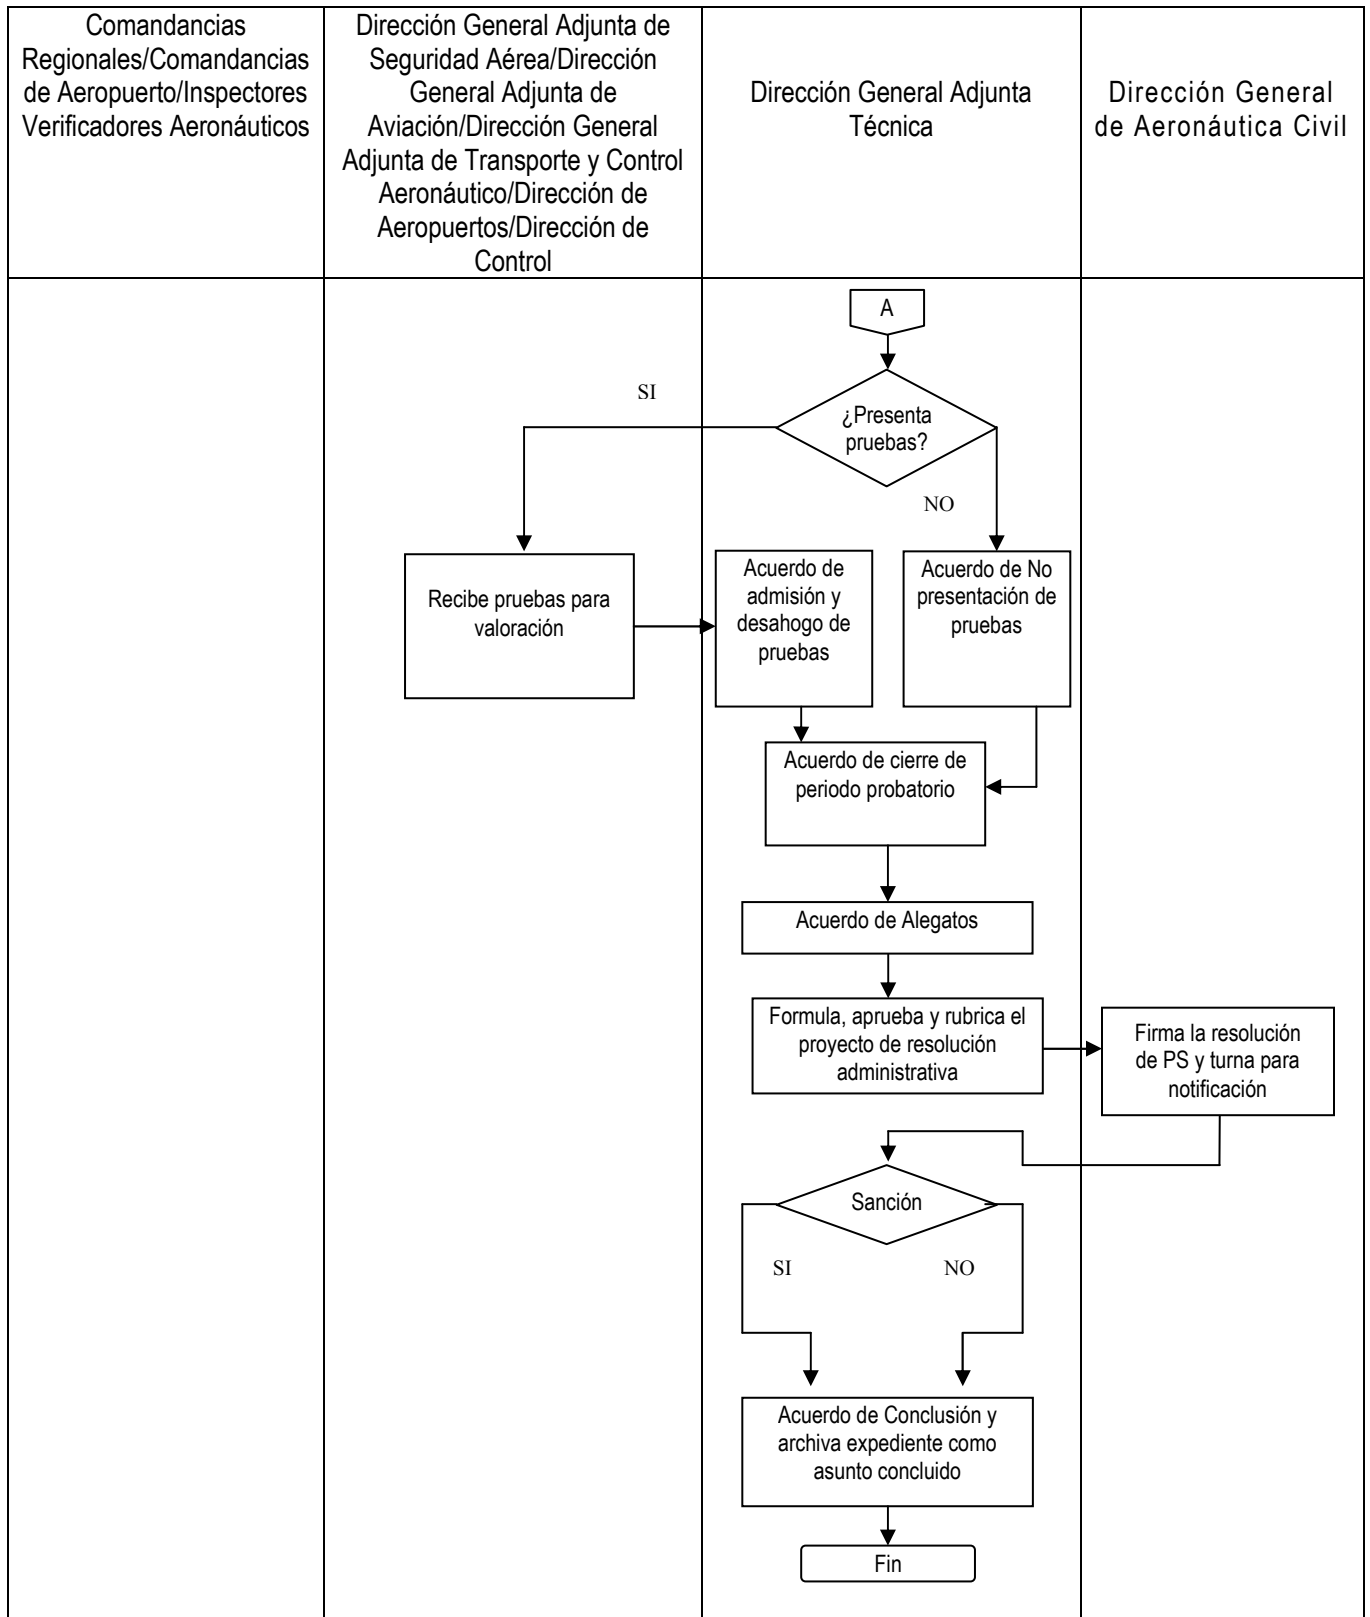 Comandancias
Regionales/Comandancias
de Aeropuerto/Inspectores
Verificadores Aeronáuticos
Dirección General Adjunta de
Seguridad Aérea/Dirección
General Adjunta de
Aviación/Dirección General
Adjunta de Transporte y Control
Aeronáutico/Dirección de
Aeropuertos/Dirección de
Control
Dirección General Adjunta
Técnica
Dirección General
de Aeronáutica Civil
A
SI
¿Presenta
pruebas?
NO
Recibe pruebas para
valoración
Acuerdo de
admisión y
desahogo de
pruebas
Acuerdo de No
presentación de
pruebas
Acuerdo de cierre de
periodo probatorio
Acuerdo de Alegatos
Formula, aprueba y rubrica el
proyecto de resolución
administrativa
Firma la resolución
de PS y turna para
notificación
Sanción
SI
NO
Acuerdo de Conclusión y
archiva expediente como
asunto concluido
Fin